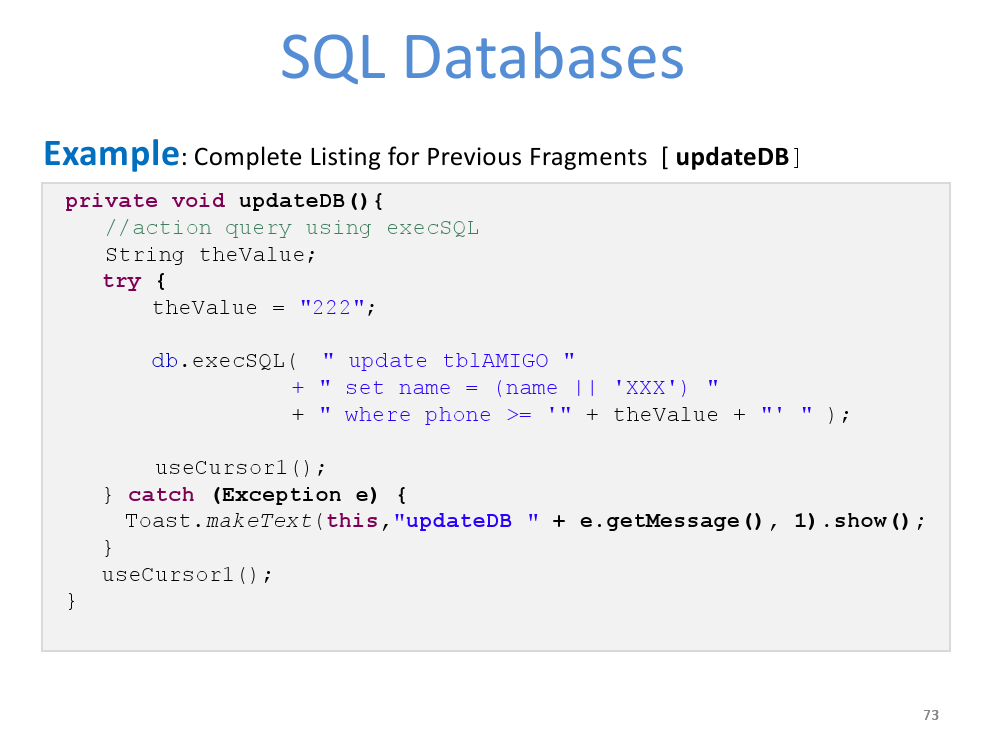 SQL Databases
Example: Complete Listing for Previous Fragments [ updateDB]
private void updateDB(){
//action query using execSQL
String theValue;
try {
theValue = "222";
db.execSQL( " update tblAMIGO "
+ " set name = (name || 'XXX') "
+ " where phone >= '" + theValue + "' " );
useCursor1();
} catch (Exception e) {
Toast.makeText(this,"updateDB " + e.getMessage(), 1).show();
}
useCursor1();
}
73